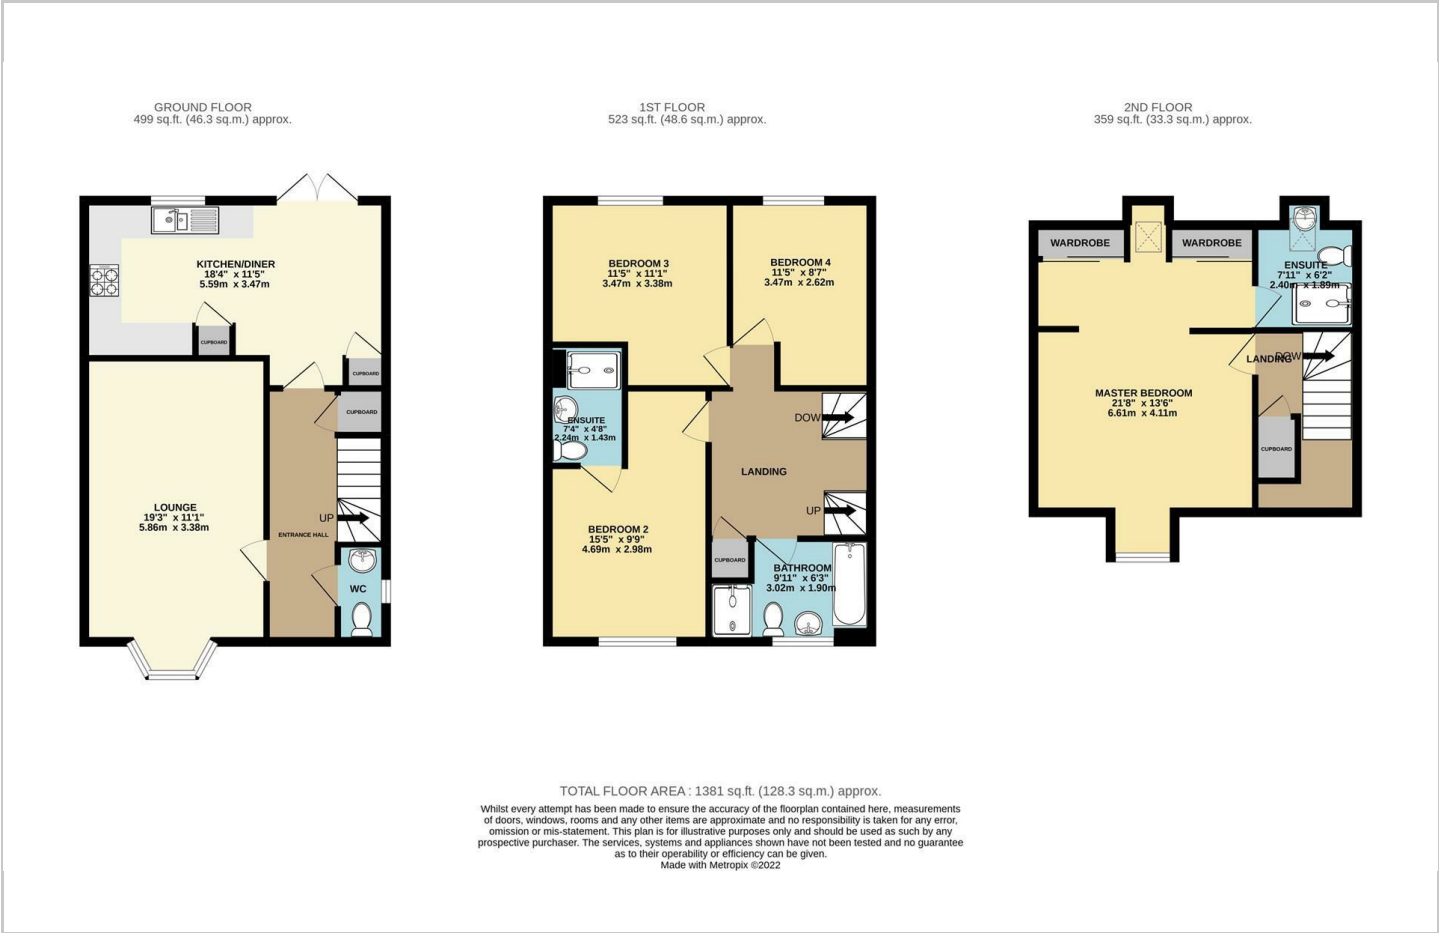 GROUND FLOOR
499 sq.ft. (46.3 sq.m.) approx.
1ST FLOOR
523 sq.ft. (48.6 sq.m.) approx.
2ND FLOOR
359 sq.ft. (33.3 sq.m.) approx.
KITCHEN/DINER
18'4" x 11'5"
5.59m x 3.47m
CUPBOARD
CUPBOARD
CUPBOARD
LOUNGE
19'3" x 11'1"
5.86m x 3.38m
UP
ENTRANCE HALL
WC
BEDROOM 3
11'5" x 11'1"
3.47m x 3.38m
BEDROOM 4
11'5" x 8'7"
3.47m x 2.62m
ENSUITE
7'4" x 4'8"
2.24m x 1.43m
DOW
LANDING
UP
BEDROOM 2
15'5" x 9'9"
4.69m x 2.98m
CUPBOARD
BATHROOM
9'11" x 6'3"
3.02m x 1.90m
WARDROBE
WARDROBE
ENSUITE
7'11" x 6'2"
2.40m x 1.89m
LANDING
DOW
MASTER BEDROOM
21'8" x 13'6"
6.61m x 4.11m
CUPBOARD
TOTAL FLOOR AREA : 1381 sq.ft. (128.3 sq.m.) approx.
Whilst every attempt has been made to ensure the accuracy of the floorplan contained here, measurements
of doors, windows, rooms and any other items are approximate and no responsibility is taken for any error,
omission or mis-statement. This plan is for illustrative purposes only and should be used as such by any
prospective purchaser. The services, systems and appliances shown have not been tested and no guarantee
as to their operability or efficiency can be given.
Made with Metropix ©2022